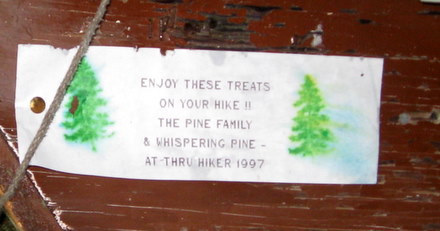 ENJOY THESE TREATS
ON YOUR HIKE !!
THE PINE FAMILY
& WHISPERING PINE -
AT THRU HIKER 1997